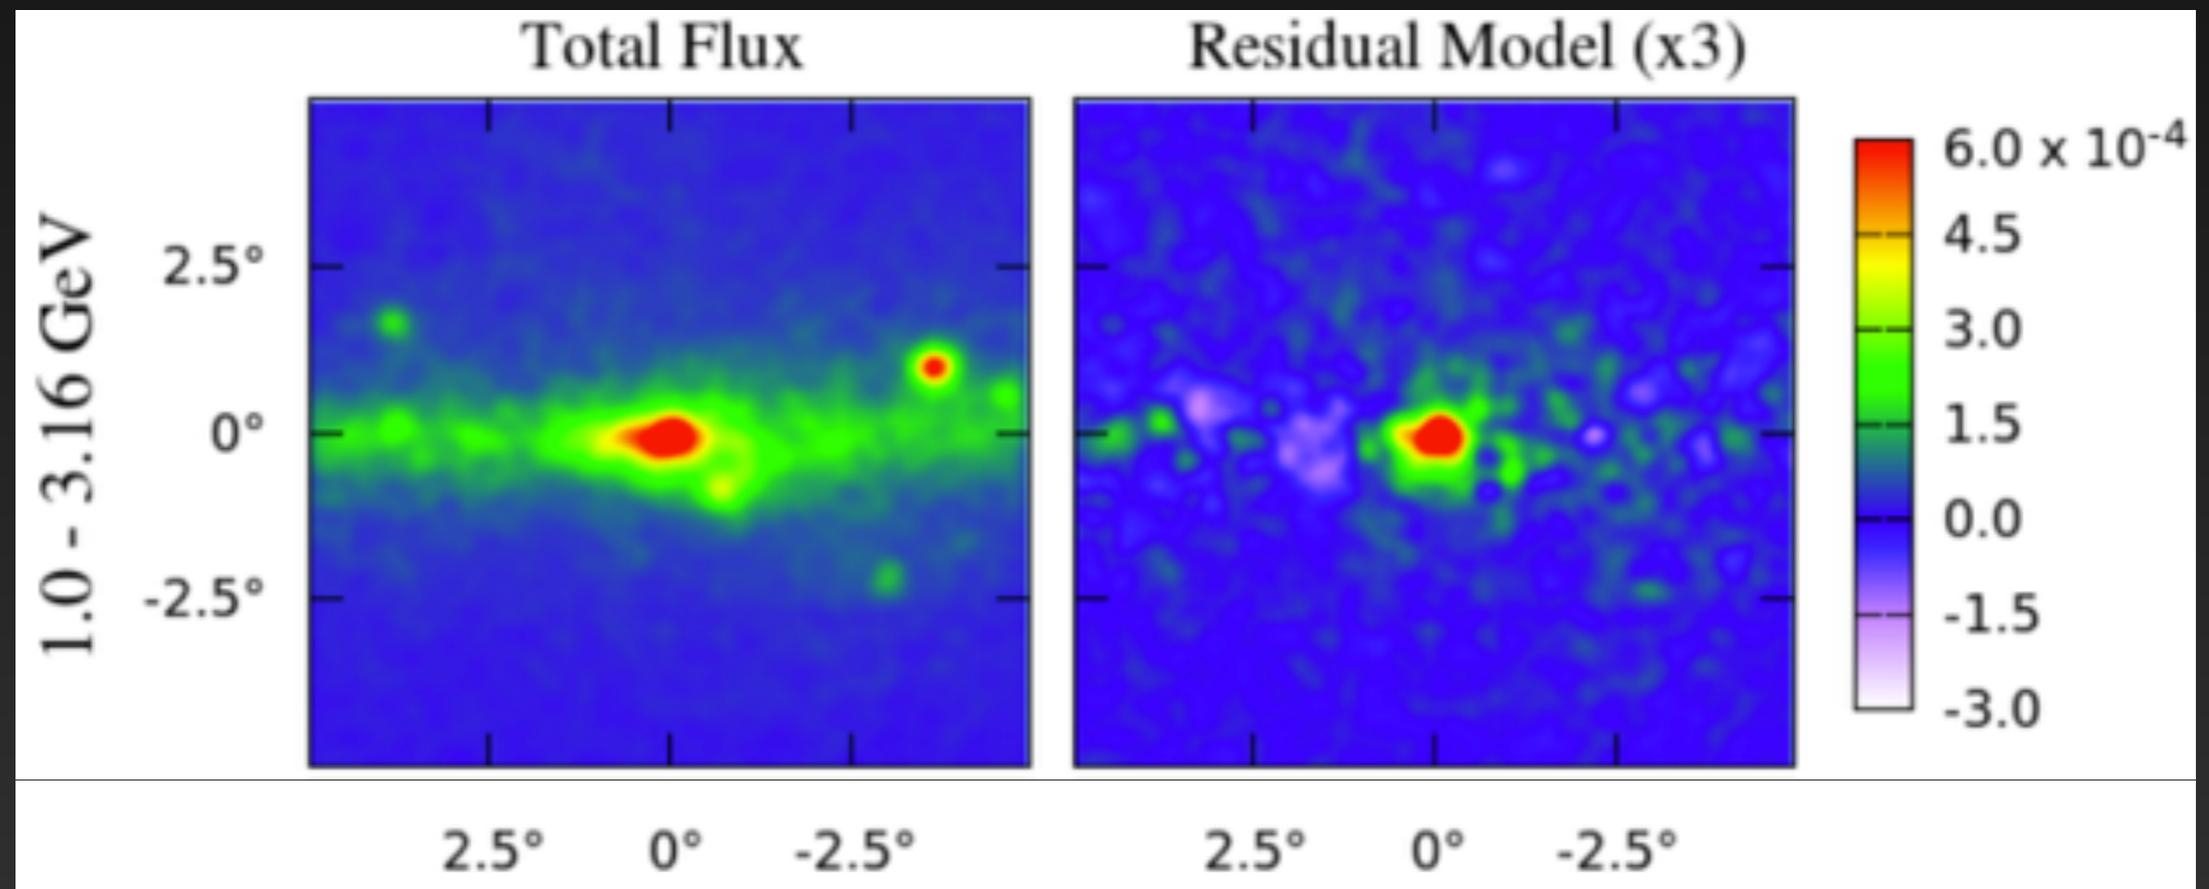 Total Flux
Residual Model (x3)
1.0 - 3.16 GeV
2.5°
0°
-2.5°
6.0 x 10⁻⁴
4.5
3.0
1.5
0.0
-1.5
-3.0
2.5° 0° -2.5°
2.5° 0° -2.5°